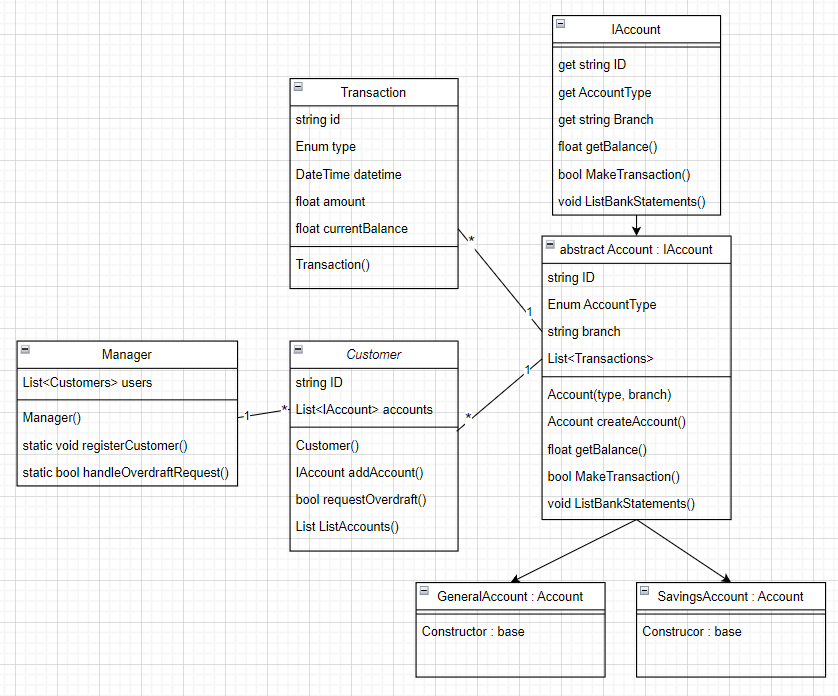 IAccount
get string ID
get AccountType
get string Branch
float getBalance()
bool MakeTransaction()
void ListBankStatements()
Transaction
string id
Enum type
DateTime datetime
float amount
float currentBalance
Transaction()
*
1
abstract Account : IAccount
string ID
Enum AccountType
string branch
List<Transactions>
Account(type, branch)
Account createAccount()
float getBalance()
bool MakeTransaction()
void ListBankStatements()
Manager
List<Customers> users
Manager()
static void registerCustomer()
static bool handleOverdraftRequest()
1
*
Customer
string ID
List<IAccount> accounts
Customer()
IAccount addAccount()
bool requestOverdraft()
List ListAccounts()
1
*
GeneralAccount : Account
Constructor : base
SavingsAccount : Account
Construcor : base